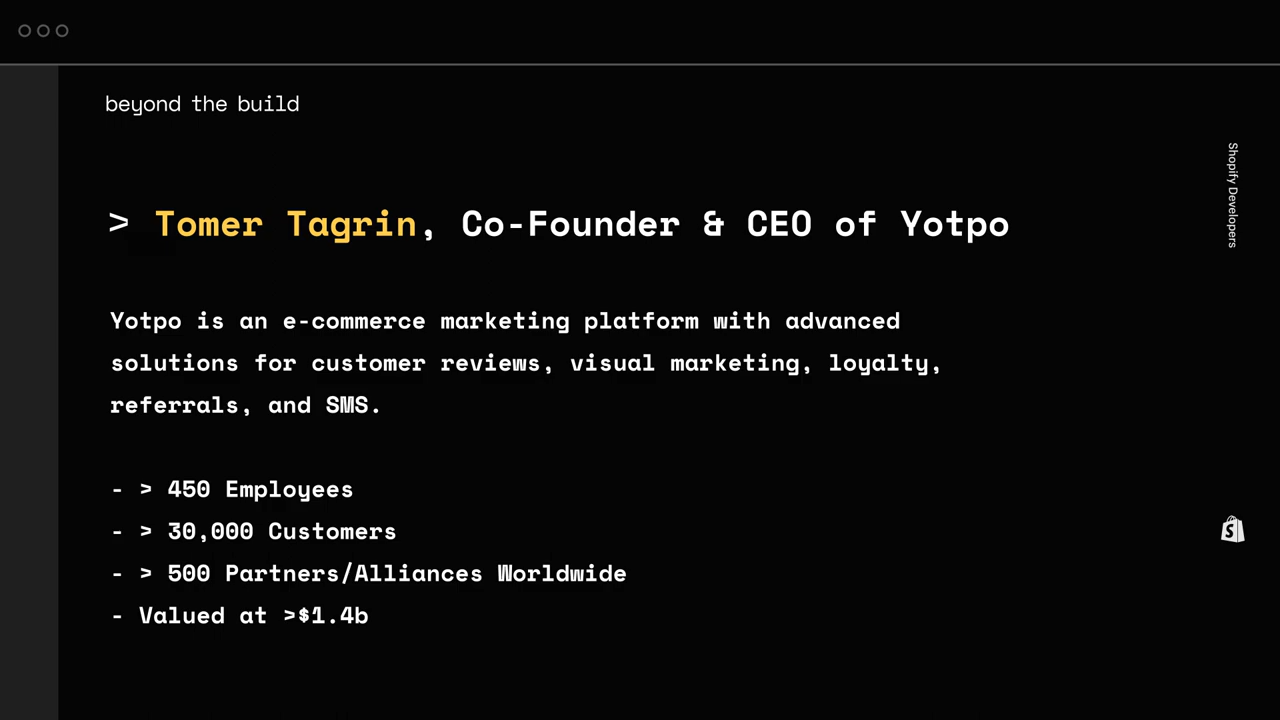 beyond the build
Shopify Developers
> Tomer Tagrin, Co-Founder & CEO of Yotpo
Yotpo is an e-commerce marketing platform with advanced
solutions for customer reviews, visual marketing, loyalty,
referrals, and SMS.
- > 450 Employees
- > 30,000 Customers
- > 500 Partners/Alliances Worldwide
- Valued at >$1.4b